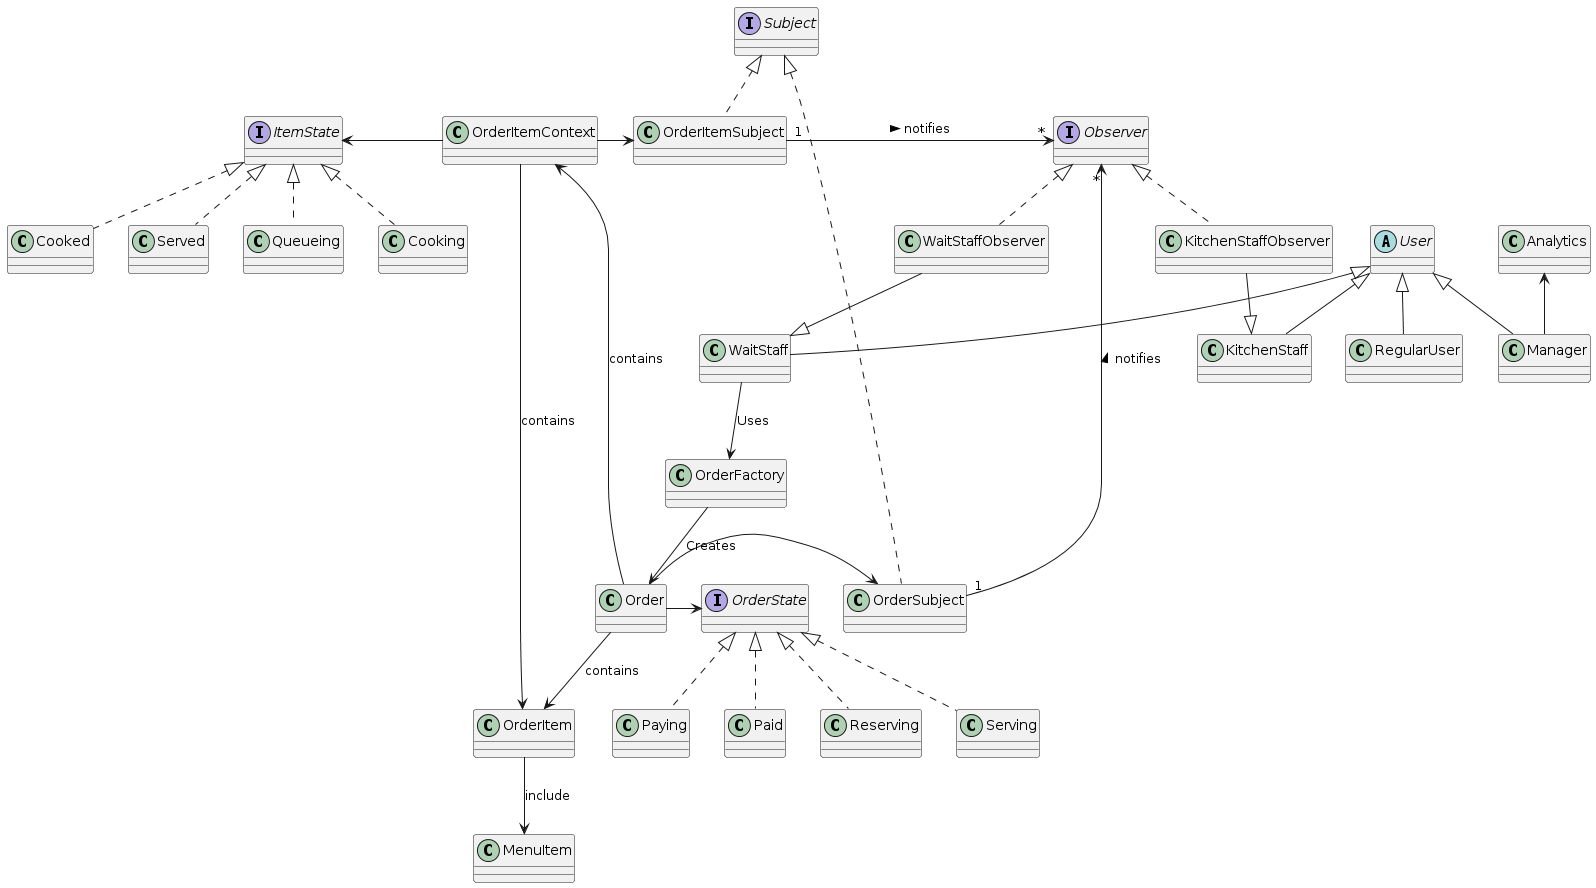 I Subject
I ItemState
C OrderItemContext
C OrderItemSubject
1
notifies
*
I Observer
*
C Cooked
C Served
C Queueing
C Cooking
C WaitStaffObserver
C KitchenStaffObserver
A User
C Analytics
contains
notifies
C WaitStaff
C KitchenStaff
C RegularUser
C Manager
contains
Uses
C OrderFactory
Creates
1
C Order
I OrderState
C OrderSubject
contains
C OrderItem
C Paying
C Paid
C Reserving
C Serving
include
C MenuItem